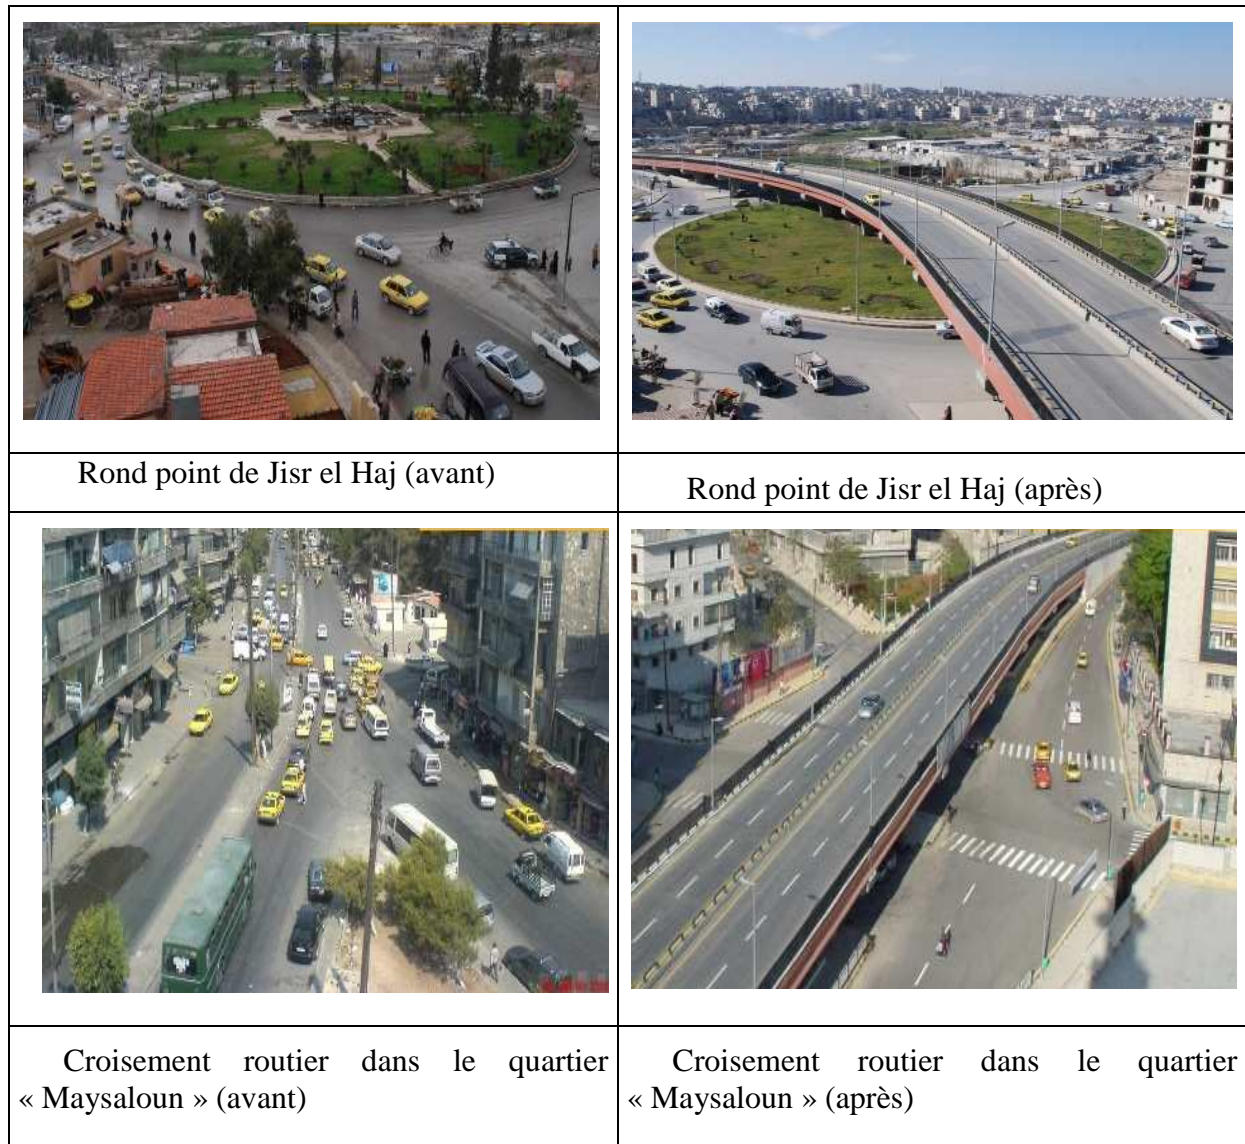 Rond point de Jisr el Haj (avant)
Rond point de Jisr el Haj (après)
Croisement routier dans le quartier
« Maysaloun » (avant)
Croisement routier dans le quartier
« Maysaloun » (après)